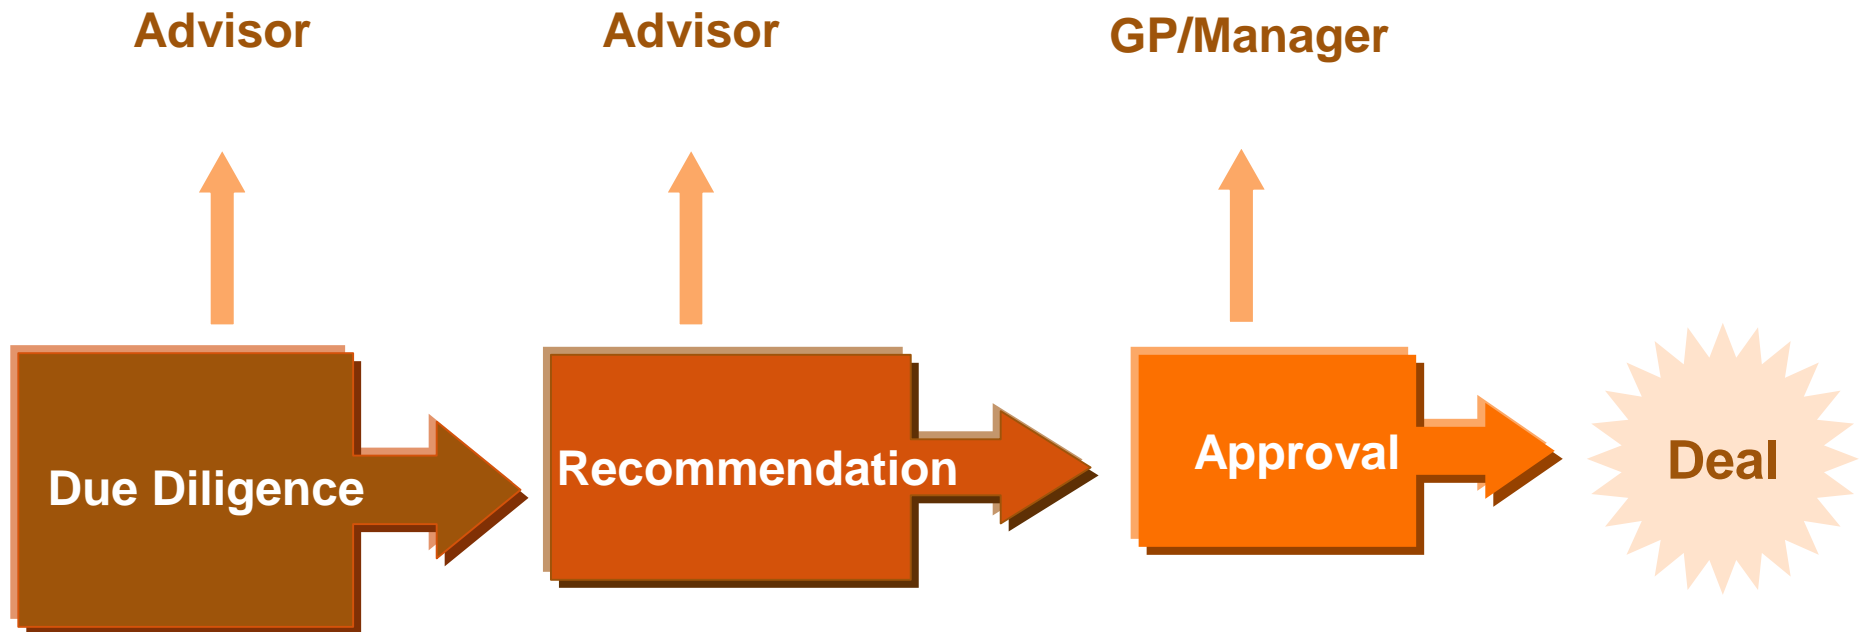 Advisor
Advisor
GP/Manager
Due Diligence
Recommendation
Approval
Deal